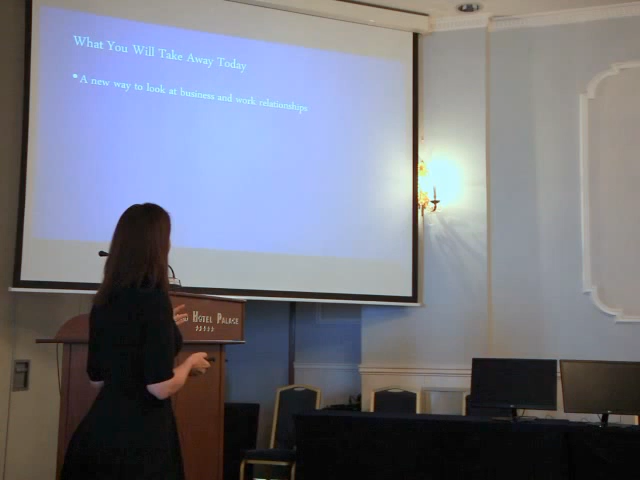 What You Will Take Away Today
A new way to look at business and work relationships
Hotel Palace